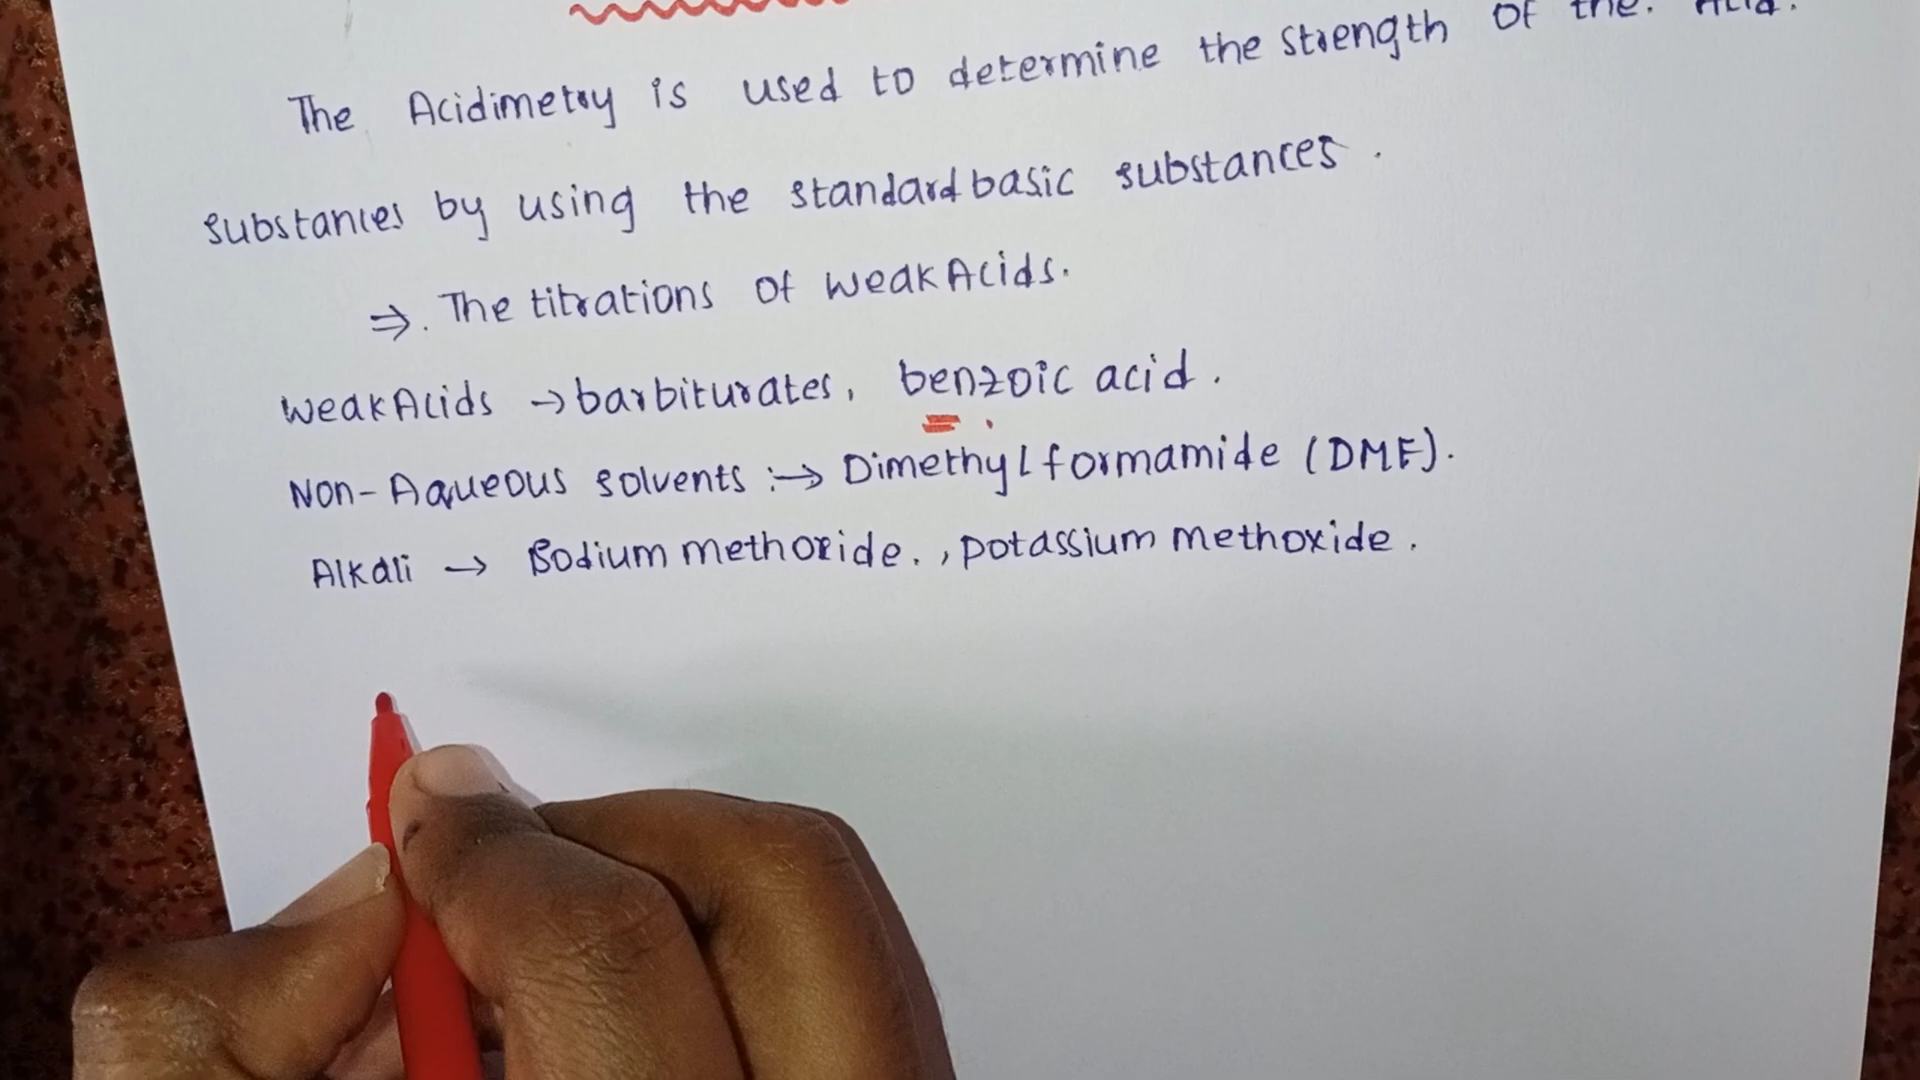 The Acidimetry is used to determine the strength of the. Acid.
substances by using the standard basic substances.
⇒. The titrations of weak Acids.
weak Acids → barbiturates, benzoic acid.
Non-Aqueous solvents :→ Dimethyl formamide (DMF).
Alkali → Sodium methoxide., potassium methoxide.